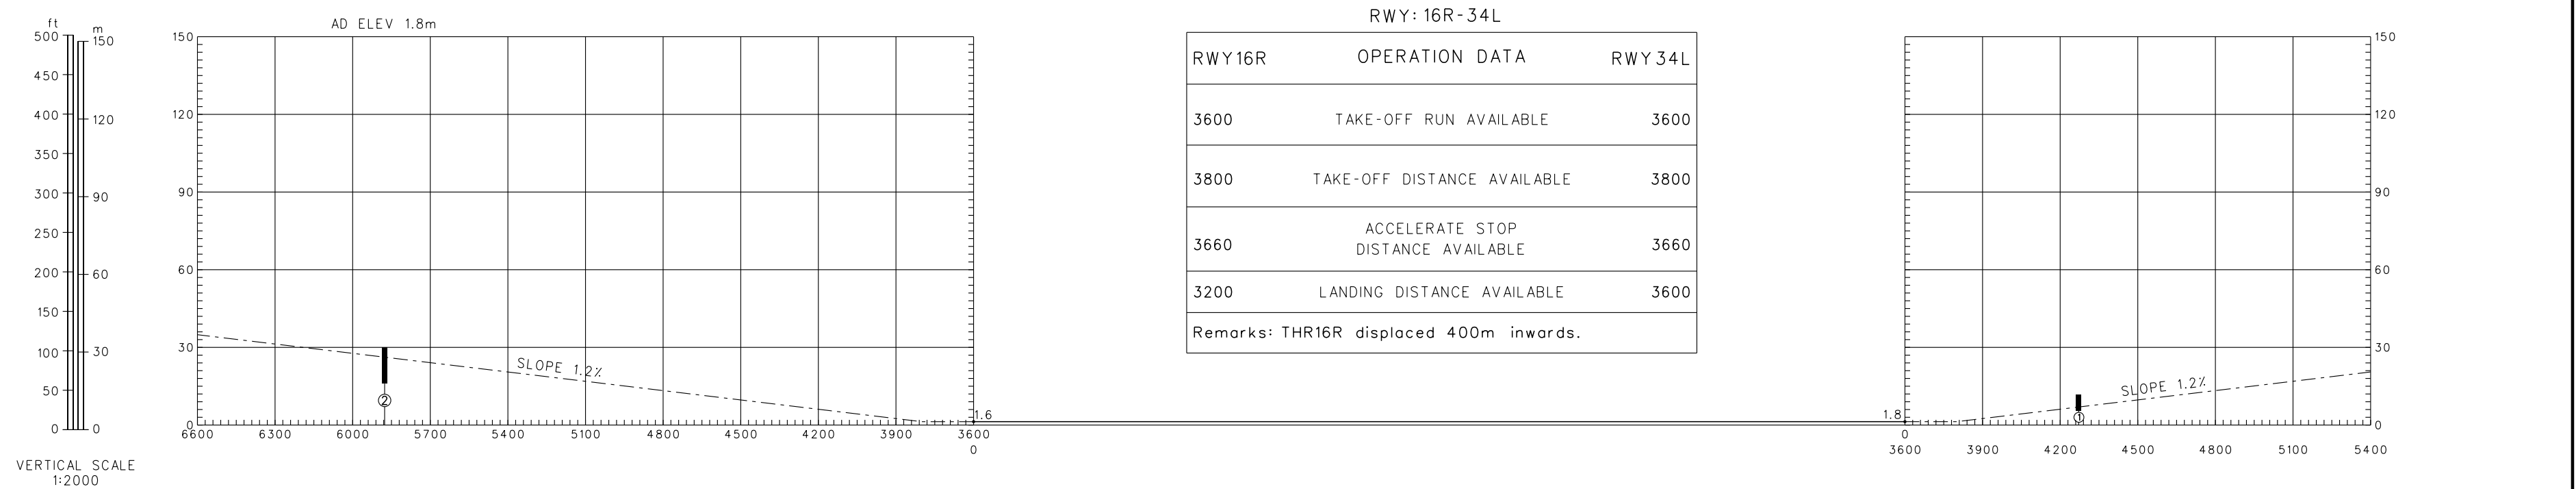 RWY: 16R-34L
AD ELEV 1.8m
ft
m
500
450
400
350
300
250
200
150
100
50
0
150
120
90
60
30
0
150
120
90
60
30
0
SLOPE 1.2%
②
1.6
6600 6300 6000 5700 5400 5100 4800 4500 4200 3900 3600
0
VERTICAL SCALE
1:2000
RWY16R OPERATION DATA RWY34L
3600 TAKE-OFF RUN AVAILABLE 3600
3800 TAKE-OFF DISTANCE AVAILABLE 3800
ACCELERATE STOP
3660 DISTANCE AVAILABLE 3660
3200 LANDING DISTANCE AVAILABLE 3600
Remarks: THR16R displaced 400m inwards.
150
120
90
60
30
0
SLOPE 1.2%
①
1.8
0
3600 3900 4200 4500 4800 5100 5400